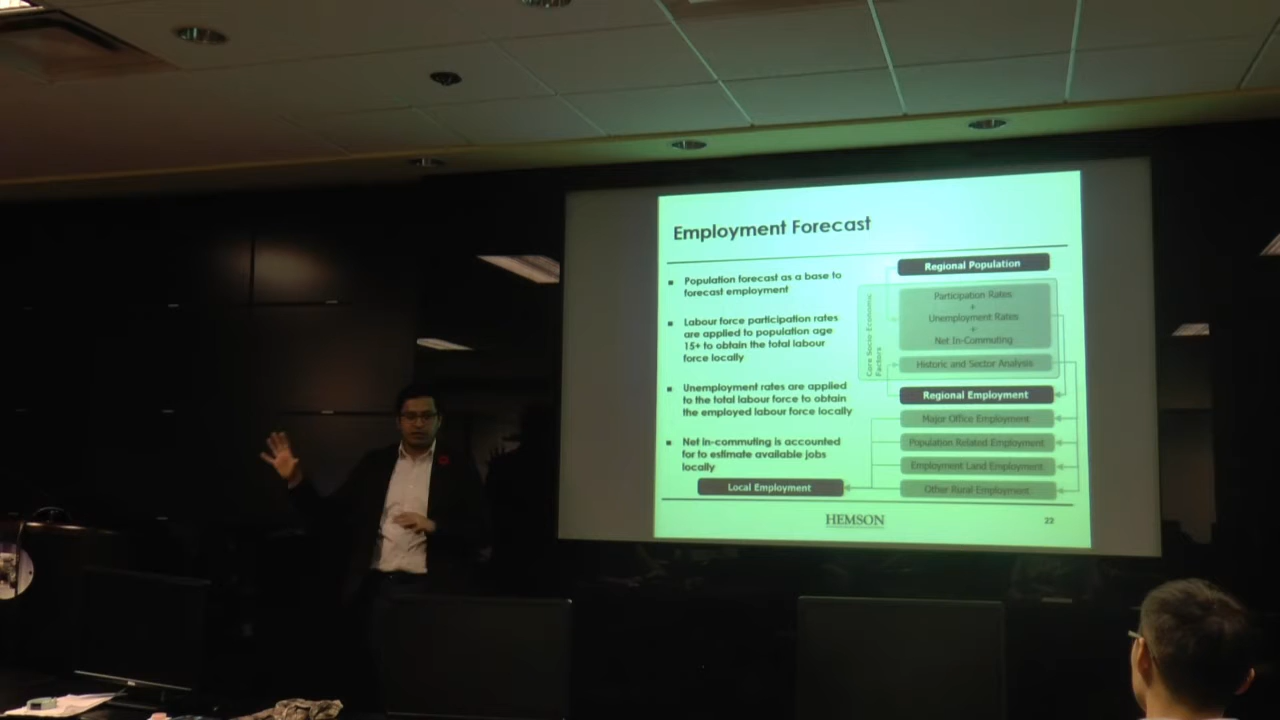 Employment Forecast
Population forecast as a base to
forecast employment
Labour force participation rates
are applied to population age
15+ to obtain the total labour
force locally
Unemployment rates are applied
to the total labour force to obtain
the employed labour force locally
Net in-commuting is accounted
for to estimate available jobs
locally
Local Employment
Regional Population
Core Socio-Economic
Factors
Participation Rates
+
Unemployment Rates
+
Net In-Commuting
Historic and Sector Analysis
Regional Employment
Major Office Employment
Population Related Employment
Employment Land Employment
Other Rural Employment
HEMSON
22